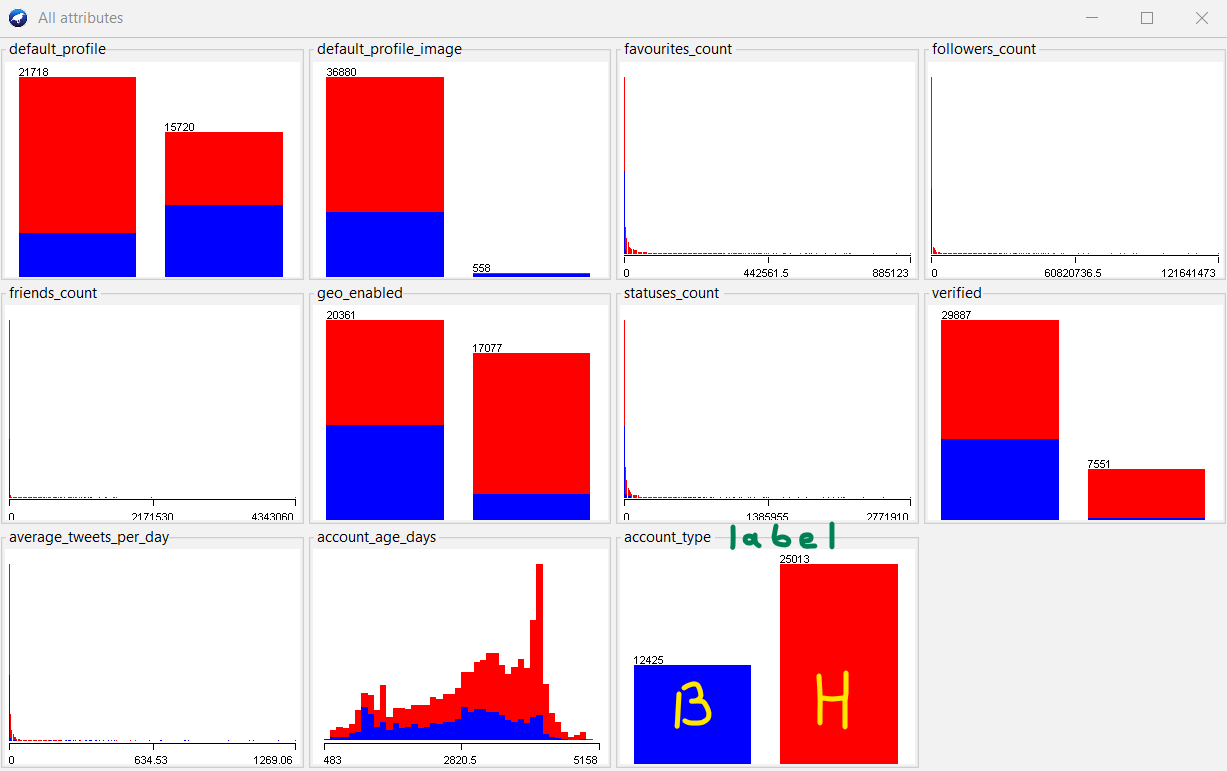 All attributes
default_profile
21718
15720
default_profile_image
36880
558
favourites_count
0 442561.5 885123
followers_count
0 60820736.5 121641473
friends_count
0 2171530 4343060
geo_enabled
20361
17077
statuses_count
0 1385955 2771910
verified
29887
7551
average_tweets_per_day
0 634.53 1269.06
account_age_days
483 2820.5 5158
account_type label
25013
12425
B H